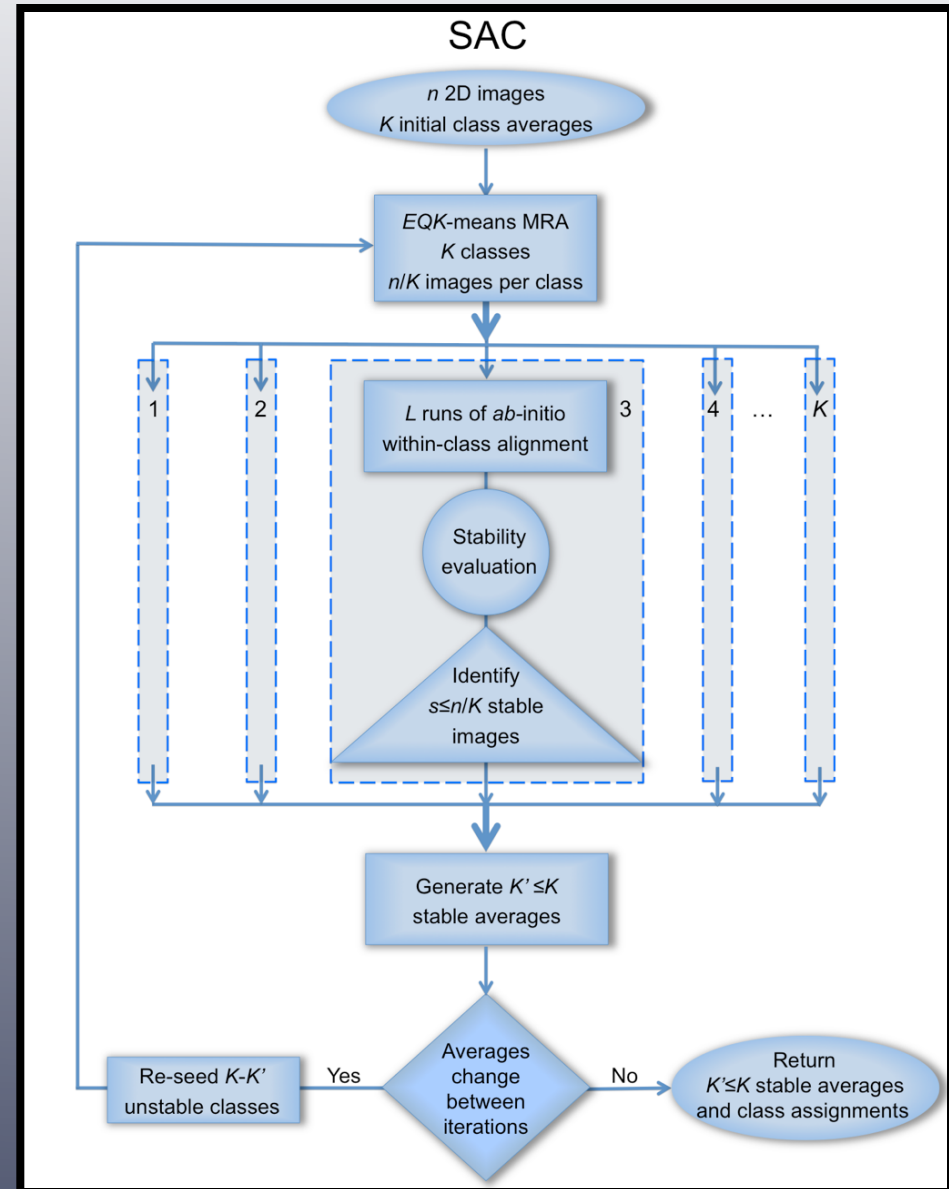 SAC
n 2D images
K initial class averages
EQK-means MRA
K classes
n/K images per class
1
2
L runs of ab-initio
within-class alignment
3
4
...
K
Stability
evaluation
Identify
s≤n/K stable
images
Generate K' ≤K
stable averages
Averages
change
between
iterations
Yes
Re-seed K-K'
unstable classes
No
Return
K'≤K stable averages
and class assignments